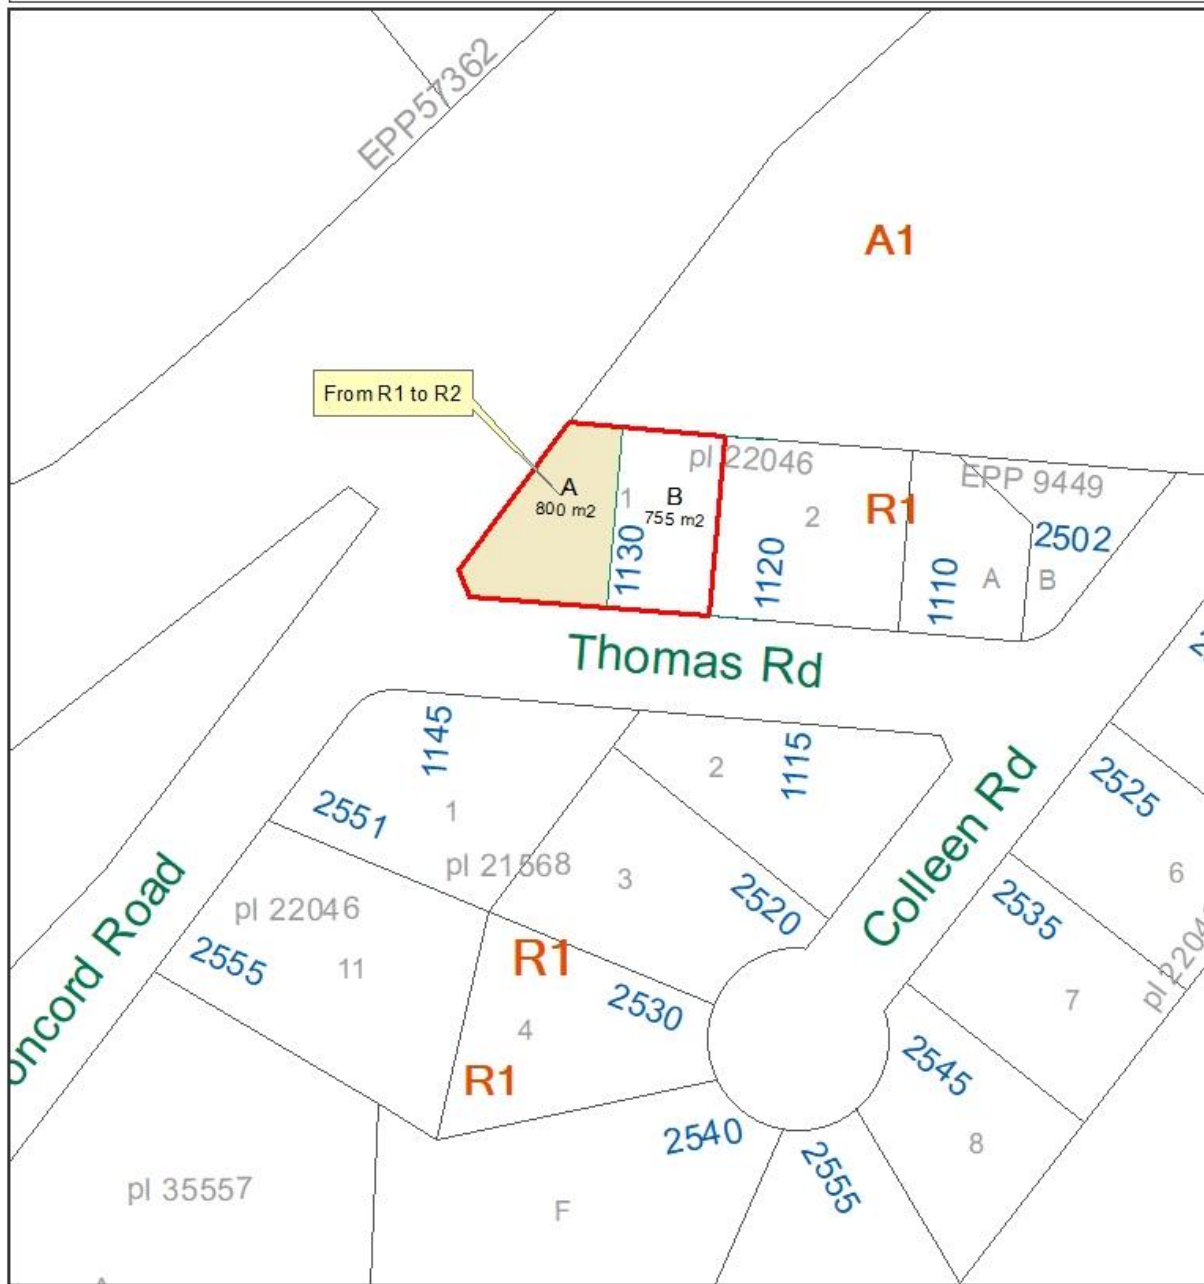 EPP57362
A1
From R1 to R2
pl 22046
EPP 9449
A
800 m2
1
B
755 m2
2
R1
2502
1130
1120
1110
A
B
Thomas Rd
1145
2
1115
2551
1
2525
Colleen Rd
pl 21568
3
6
2520
2535
pl 22046
oncord Road
2555
11
R1
2530
7
4
R1
2545
2540
8
2555
pl 35557
F